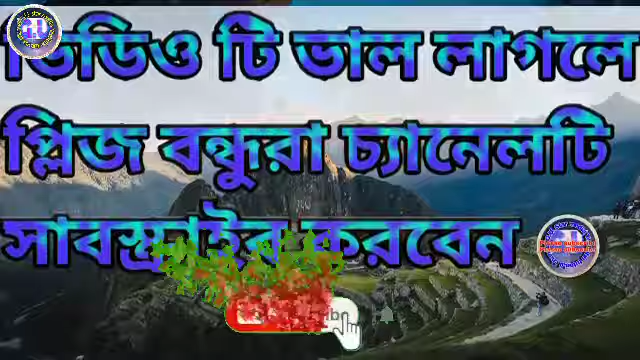 ভিডিও টি ভাল লাগলে
প্লিজ বন্ধুরা চ্যানেলটি
সাবস্ক্রাইব করবেন